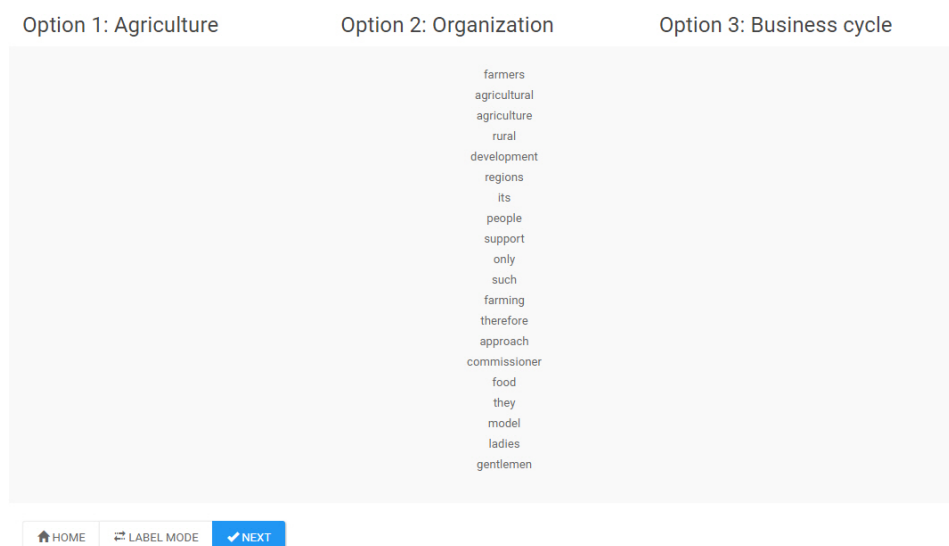 Option 1: Agriculture Option 2: Organization Option 3: Business cycle
farmers
agricultural
agriculture
rural
development
regions
its
people
support
only
such
farming
therefore
approach
commissioner
food
they
model
ladies
gentlemen
HOME LABEL MODE NEXT